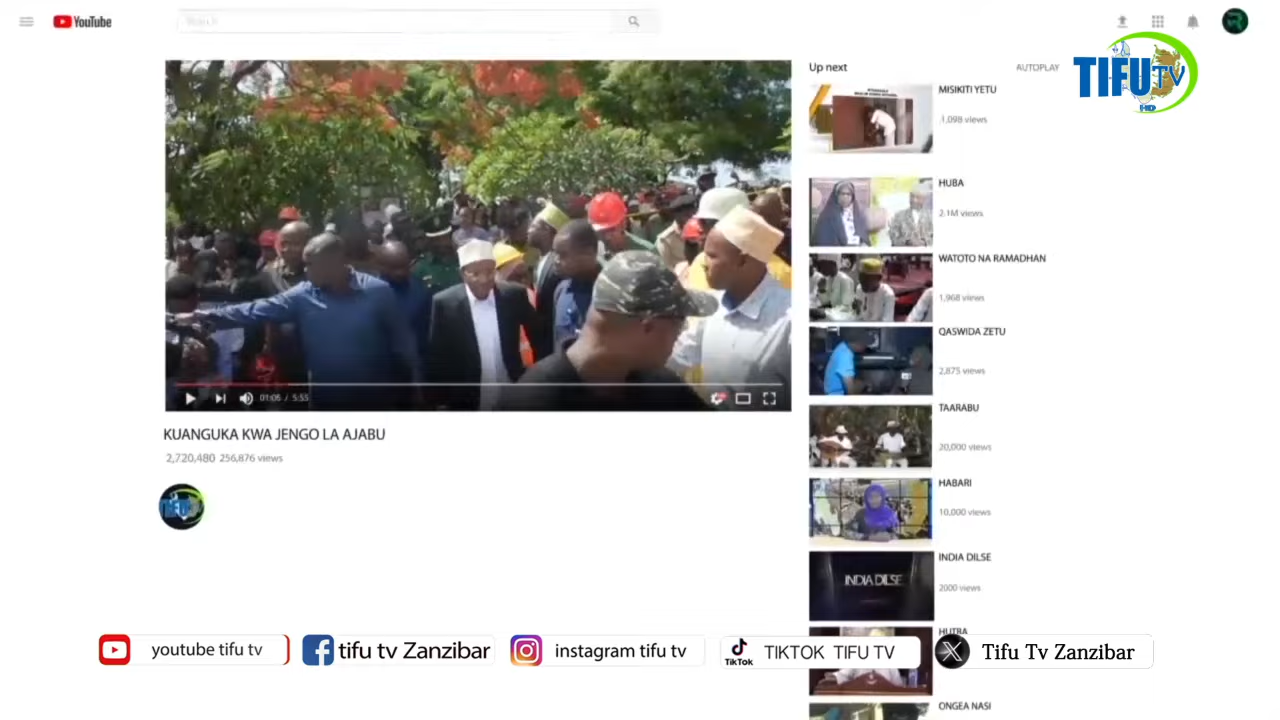 YouTube
Search
Up next
AUTOPLAY
TIFU TV
MISIKITI YETU
1,098 views
HUBA
2.1M views
WATOTO NA RAMADHAN
1,968 views
QASWIDA ZETU
2,875 views
TAARABU
20,000 views
HABARI
10,000 views
INDIA DILSE
INDIA DILSE
2000 views
HUTBA
ONGEA NASI
01:06 / 5:55
KUANGUKA KWA JENGO LA AJABU
2,720,480 256,876 views
TIFU
youtube tifu tv
tifu tv Zanzibar
instagram tifu tv
TikTok
TIKTOK TIFU TV
Tifu Tv Zanzibar